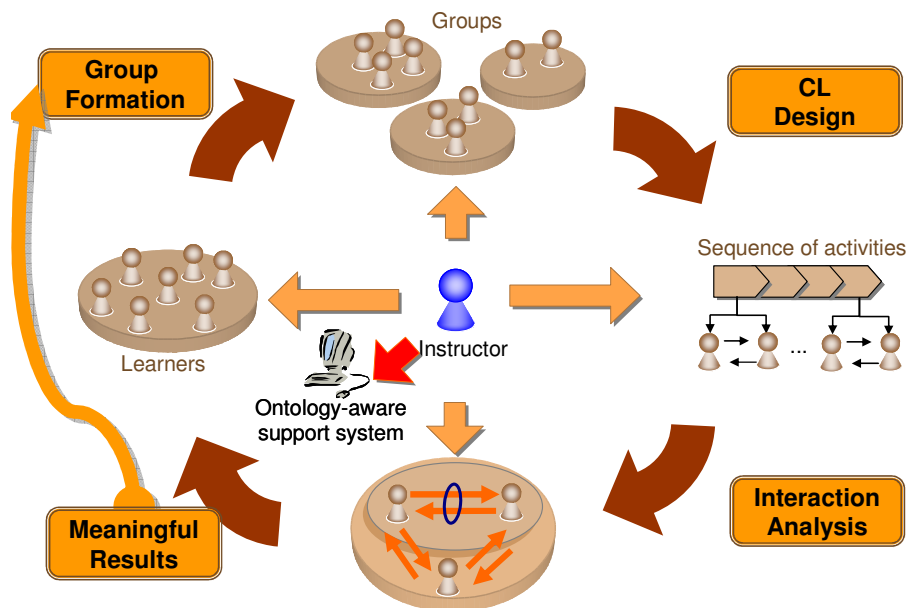 Groups
Group
Formation
CL
Design
Sequence of activities
...
Learners
Instructor
Ontology-aware
support system
Meaningful
Results
Interaction
Analysis